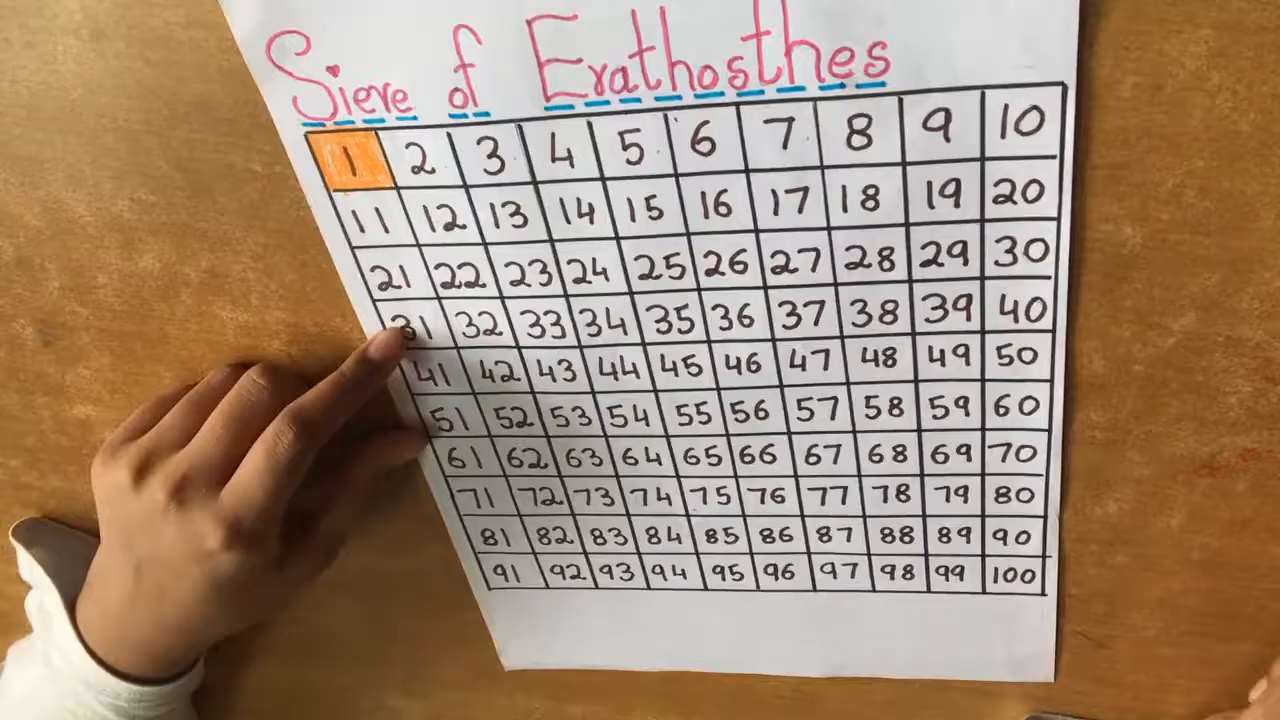 Sieve of Erathosthes
1 2 3 4 5 6 7 8 9 10
11 12 13 14 15 16 17 18 19 20
21 22 23 24 25 26 27 28 29 30
31 32 33 34 35 36 37 38 39 40
41 42 43 44 45 46 47 48 49 50
51 52 53 54 55 56 57 58 59 60
61 62 63 64 65 66 67 68 69 70
71 72 73 74 75 76 77 78 79 80
81 82 83 84 85 86 87 88 89 90
91 92 93 94 95 96 97 98 99 100